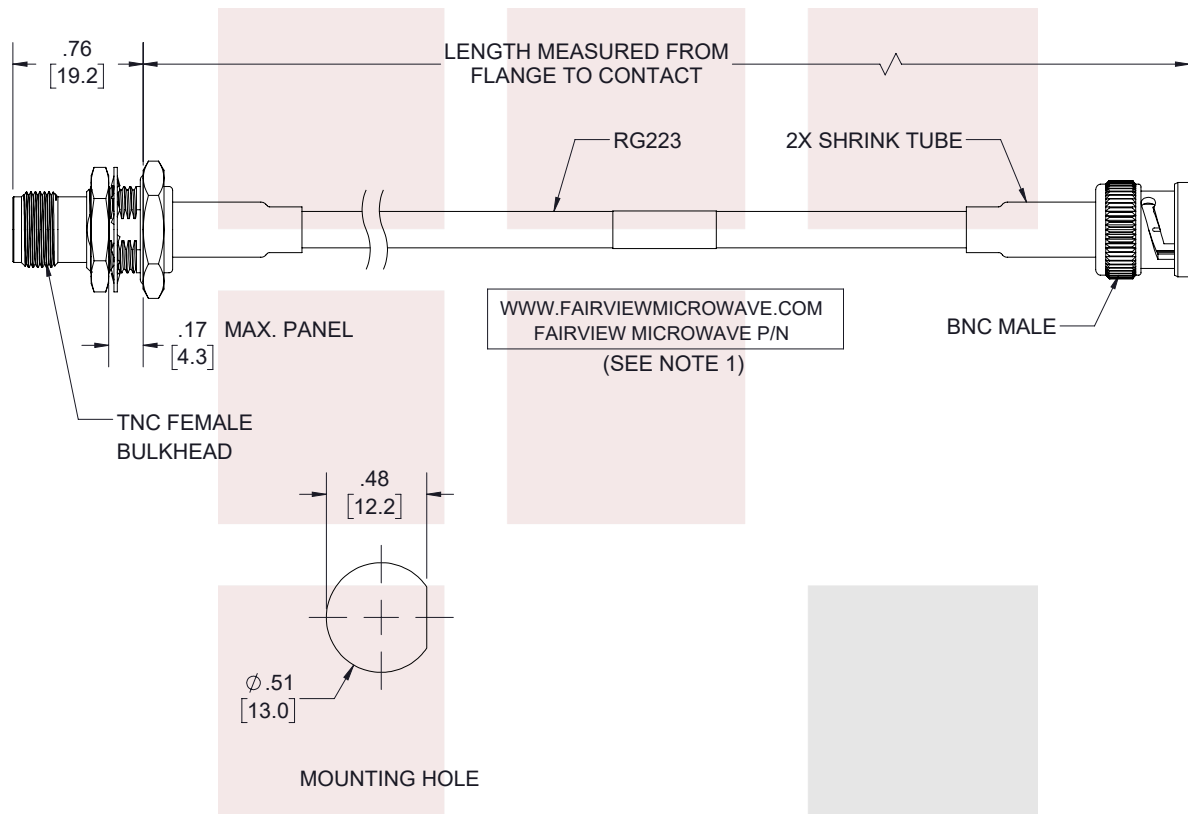 .76
[19.2]
LENGTH MEASURED FROM
FLANGE TO CONTACT
RG223
2X SHRINK TUBE
.17 MAX. PANEL
[4.3]
WWW.FAIRVIEWMICROWAVE.COM
FAIRVIEW MICROWAVE P/N
(SEE NOTE 1)
BNC MALE
TNC FEMALE
BULKHEAD
.48
[12.2]
∅.51
[13.0]
MOUNTING HOLE